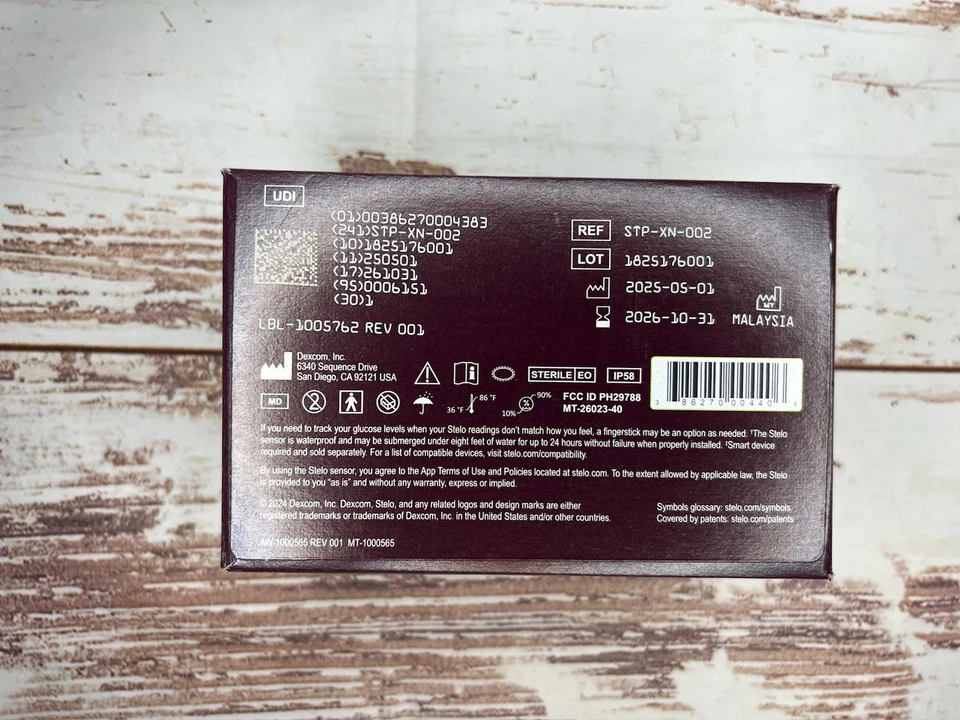 UDI
(01)00386270004383
(241)STP-XN-002
(10)1825176001
(11)250501
(17)261031
(95)0006151
(30)1
LBL-1005762 REV 001
REF STP-XN-002
LOT 1825176001
2025-05-01
2026-10-31
MT
MALAYSIA
Dexcom, Inc.
6340 Sequence Drive
San Diego, CA 92121 USA
STERILE EO
IP58
MD
2
36 °F
86 °F
10%
90%
FCC ID PH29788
MT-26023-40
3 86270 00440 6
If you need to track your glucose levels when your Stelo readings don't match how you feel, a fingerstick may be an option as needed. †The Stelo
sensor is waterproof and may be submerged under eight feet of water for up to 24 hours without failure when properly installed. ‡Smart device
required and sold separately. For a list of compatible devices, visit stelo.com/compatibility.
By using the Stelo sensor, you agree to the App Terms of Use and Policies located at stelo.com. To the extent allowed by applicable law, the Stelo
is provided to you "as is" and without any warranty, express or implied.
© 2024 Dexcom, Inc. Dexcom, Stelo, and any related logos and design marks are either
registered trademarks or trademarks of Dexcom, Inc. in the United States and/or other countries.
Symbols glossary: stelo.com/symbols
Covered by patents: stelo.com/patents
AW-1000565 REV 001 MT-1000565